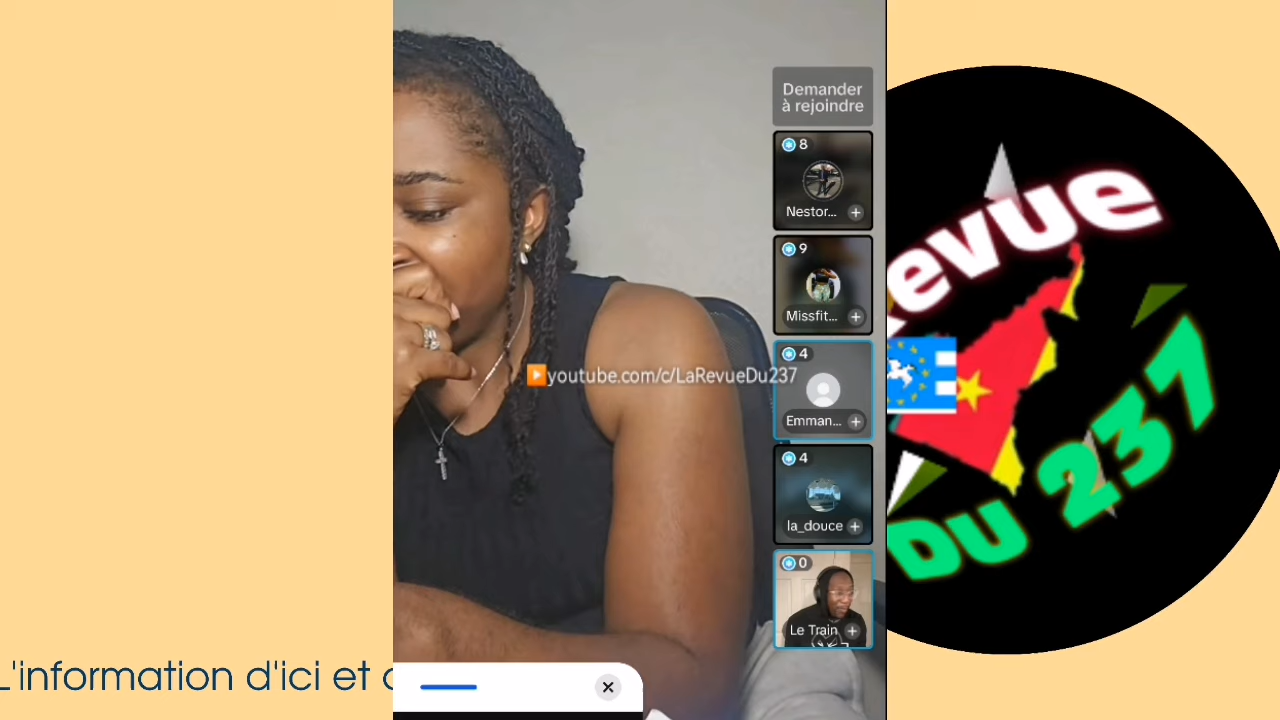 Demander
à rejoindre
8
Nestor...
9
Missfit...
4
Emman...
4
la_douce
0
Le Train
youtube.com/c/LaRevueDu237
evue
DU 237
L'information d'ici et